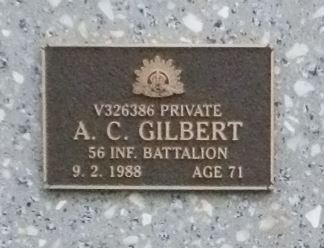 V326386 PRIVATE
A. C. GILBERT
56 INF. BATTALION
9. 2. 1988 AGE 71